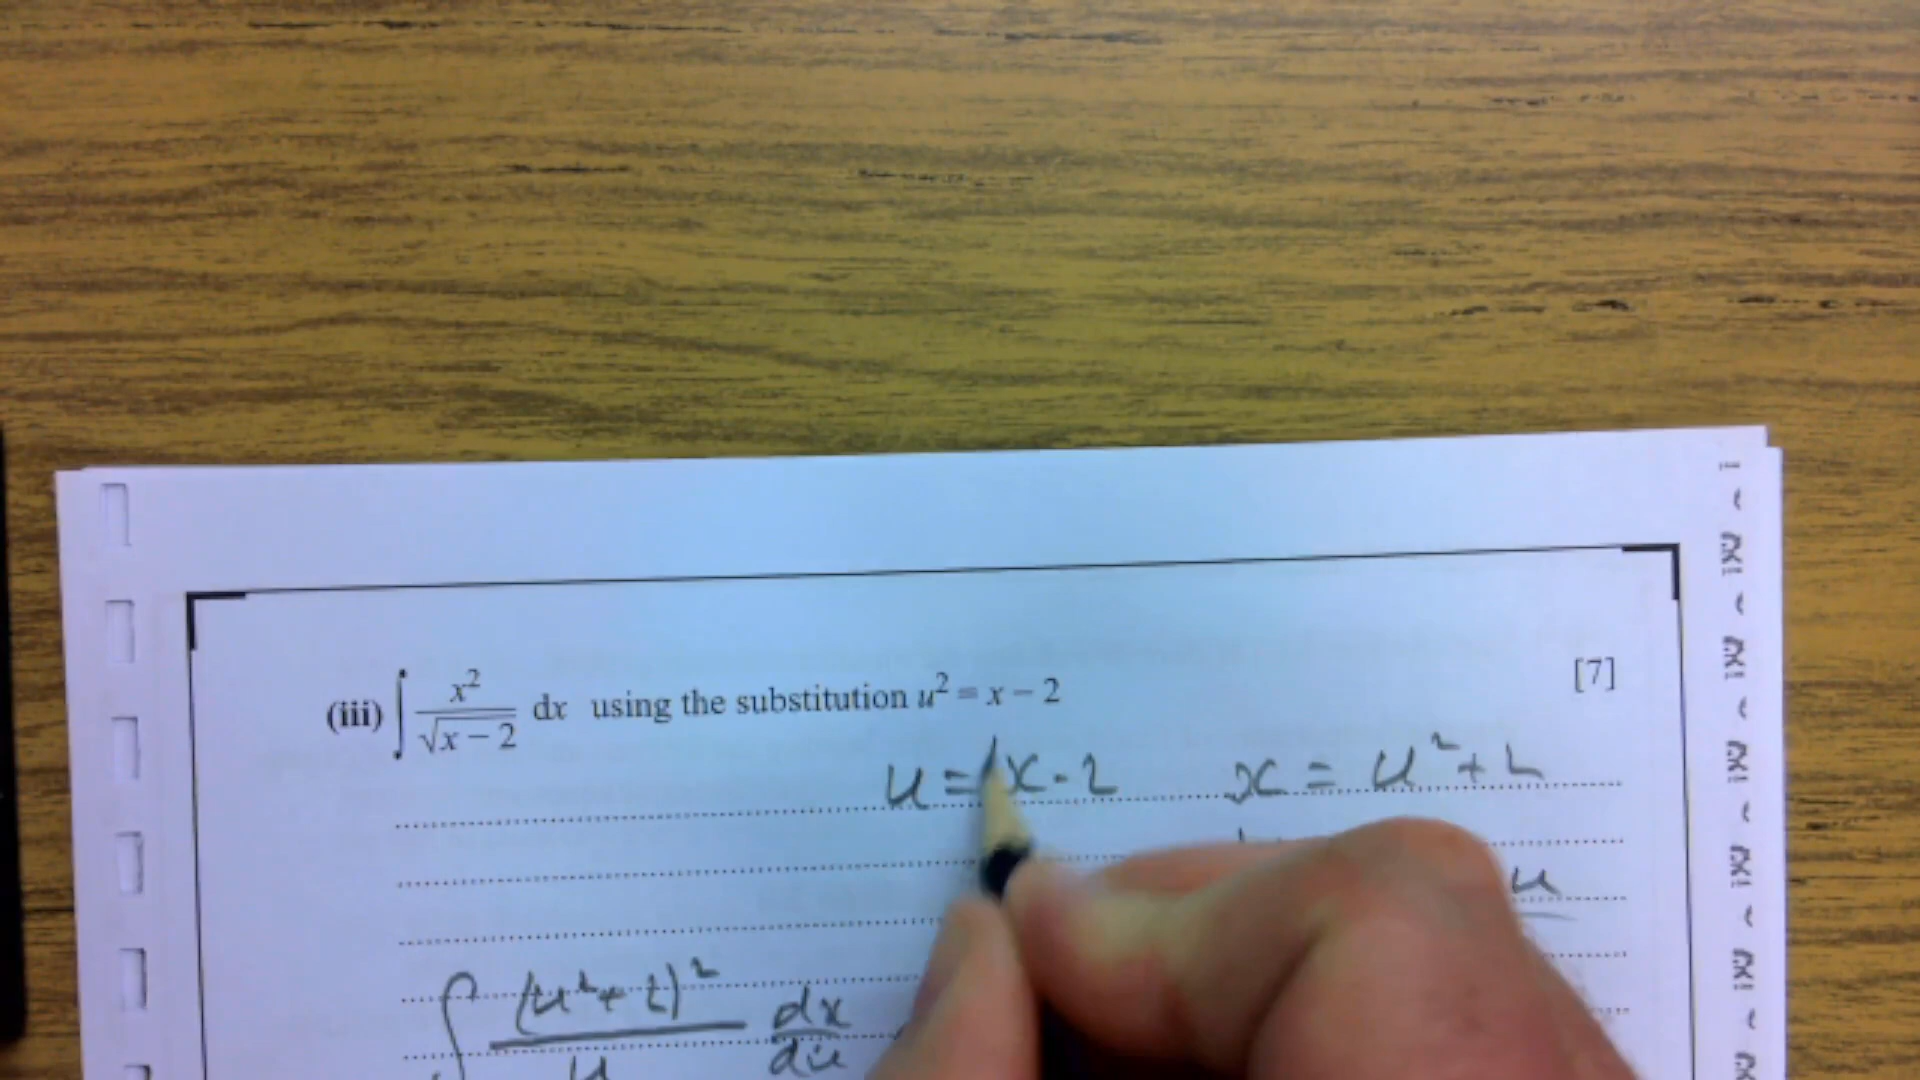 (iii) ∫ x²/√(x − 2) dx using the substitution u² = x − 2 [7]
u = √x - 2 x = u² + 2
u
∫ (u² + 2)²/u dx/du